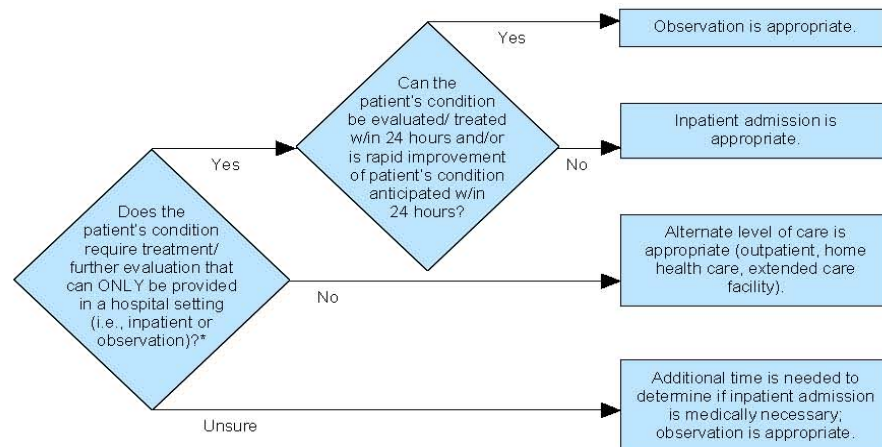 Yes
Observation is appropriate.
Can the
patient's condition
be evaluated/ treated
w/in 24 hours and/or
is rapid improvement
of patient's condition
anticipated w/in
24 hours?
Inpatient admission is
appropriate.
Yes
No
Does the
patient's condition
require treatment/
further evaluation that
can ONLY be provided
in a hospital setting
(i.e., inpatient or
observation)?*
Alternate level of care is
appropriate (outpatient, home
health care, extended care
facility).
No
Additional time is needed to
determine if inpatient admission
is medically necessary;
observation is appropriate.
Unsure